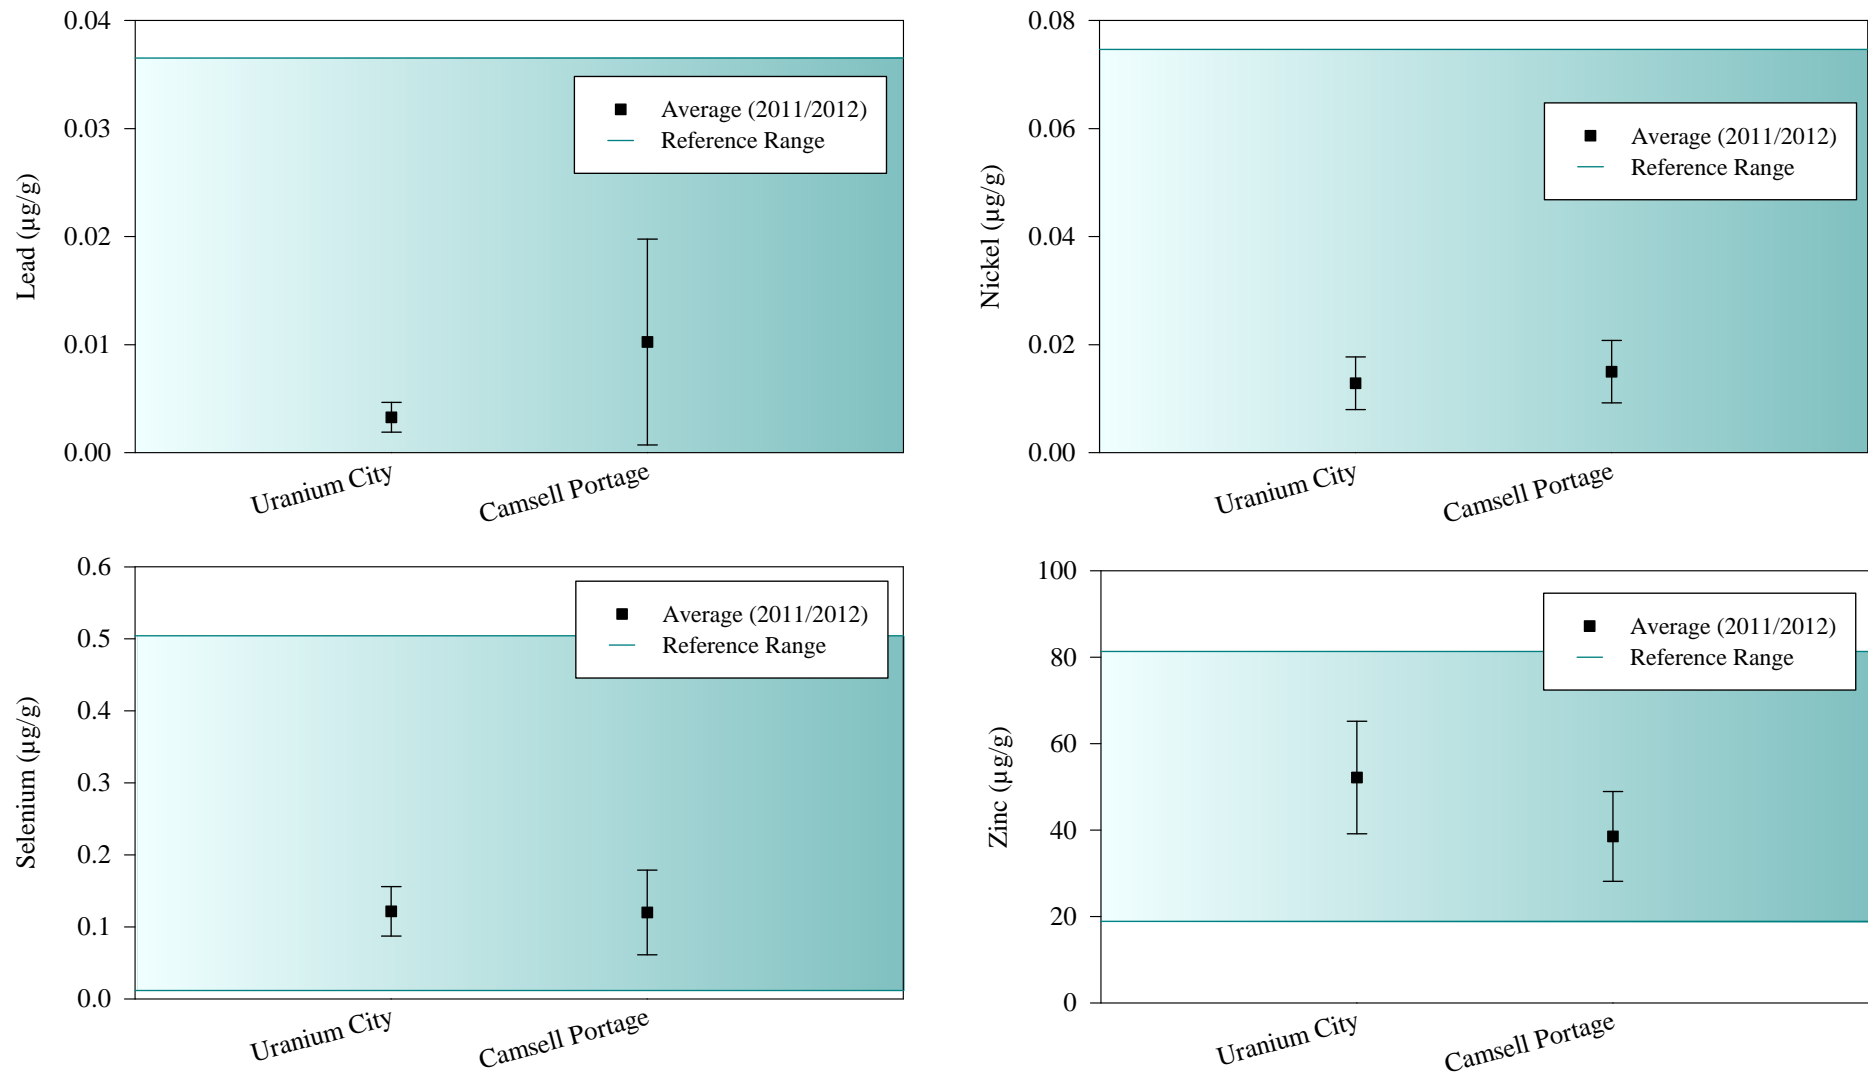 0.04
0.03
0.02
0.01
0.00
Lead (µg/g)
Average (2011/2012)
Reference Range
Uranium City
Camsell Portage
0.08
0.06
0.04
0.02
0.00
Nickel (µg/g)
Average (2011/2012)
Reference Range
Uranium City
Camsell Portage
0.6
0.5
0.4
0.3
0.2
0.1
0.0
Selenium (µg/g)
Average (2011/2012)
Reference Range
Uranium City
Camsell Portage
100
80
60
40
20
0
Zinc (µg/g)
Average (2011/2012)
Reference Range
Uranium City
Camsell Portage